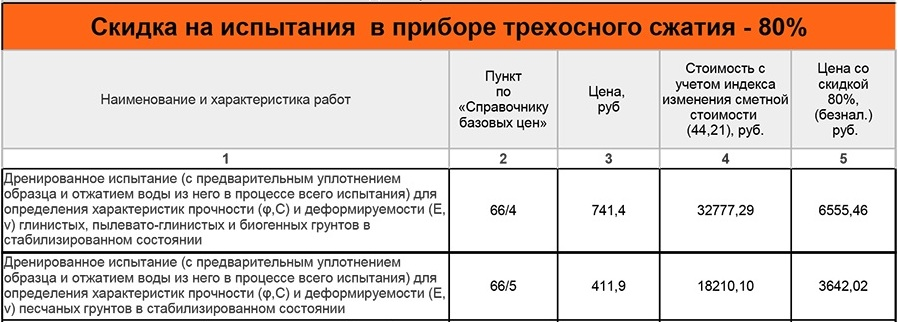 Скидка на испытания в приборе трехосного сжатия - 80%
Наименование и характеристика работ
Пункт
по
«Справочнику
базовых цен»
Цена,
руб
Стоимость с
учетом индекса
изменения сметной
стоимости
(44,21), руб.
Цена со
скидкой
80%,
(безнал.)
руб.
1
2
3
4
5
Дренированное испытание (с предварительным уплотнением
образца и отжатием воды из него в процессе всего испытания) для
определения характеристик прочности (φ,С) и деформируемости (Е,
ν) глинистых, пылевато-глинистых и биогенных грунтов в
стабилизированном состоянии
66/4
741,4
32777,29
6555,46
Дренированное испытание (с предварительным уплотнением
образца и отжатием воды из него в процессе всего испытания) для
определения характеристик прочности (φ,С) и деформируемости (Е,
ν) песчаных грунтов в стабилизированном состоянии
66/5
411,9
18210,10
3642,02